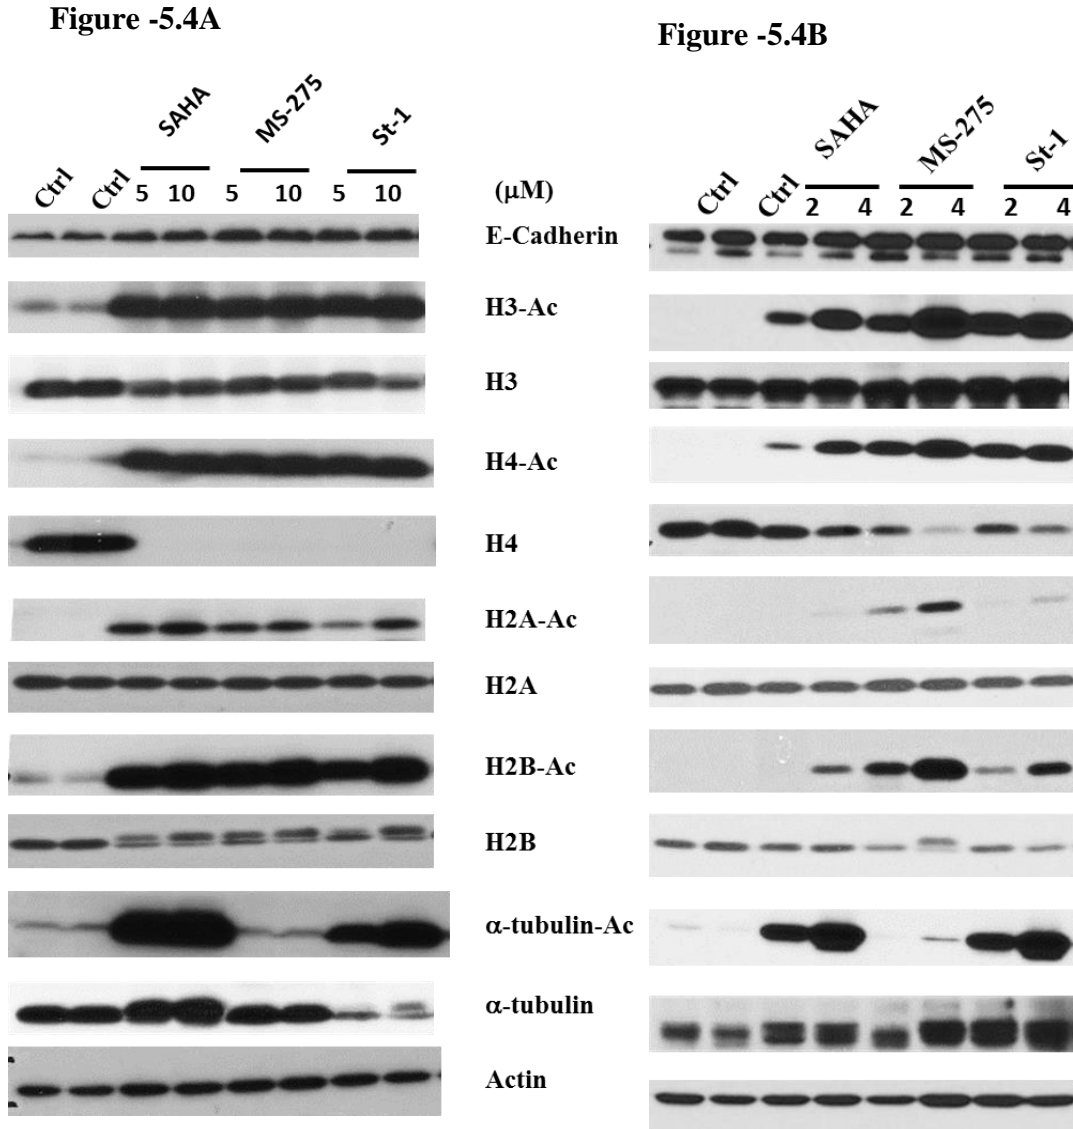 Figure -5.4A
Figure -5.4B
Ctrl Ctrl SAHA MS-275 St-1
5 10 5 10 5 10
(μM)
Ctrl Ctrl SAHA MS-275 St-1
2 4 2 4 2 4
E-Cadherin
H3-Ac
H3
H4-Ac
H4
H2A-Ac
H2A
H2B-Ac
H2B
α-tubulin-Ac
α-tubulin
Actin